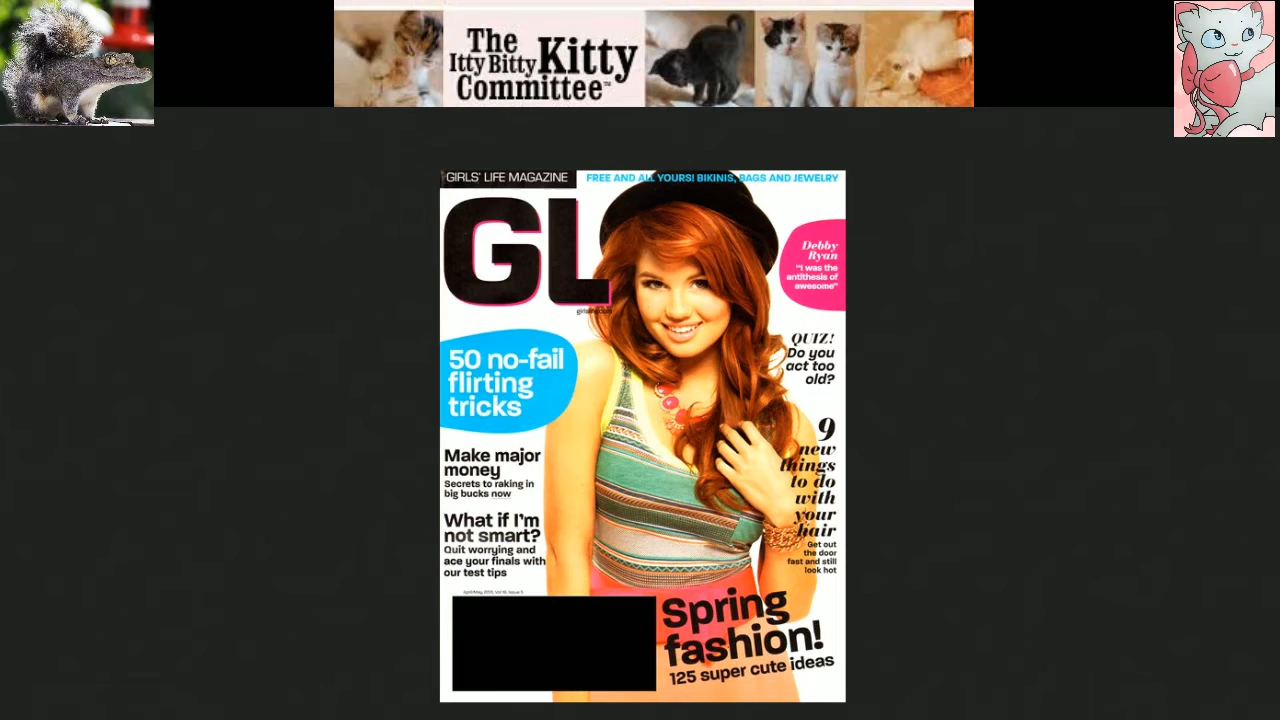 The
Itty Bitty Kitty
Committee™
GIRLS' LIFE MAGAZINE
FREE AND ALL YOURS! BIKINIS, BAGS AND JEWELRY
GL
Debby
Ryan
"I was the
antithesis of
awesome"
50 no-fail
flirting
tricks
QUIZ!
Do you
act too
old?
Make major
money
Secrets to raking in
big bucks now
9
new
things
to do
with
your
hair
Get out
the door
fast and still
look hot
What if I'm
not smart?
Quit worrying and
ace your finals with
our test tips
Spring
fashion!
125 super cute ideas